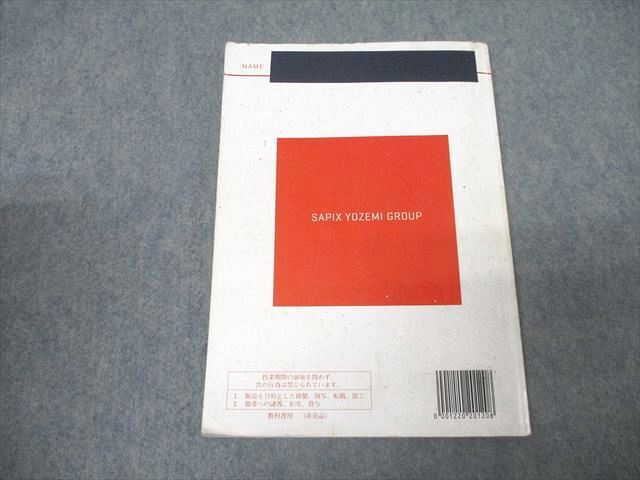 NAME
SAPIX YOZEMI GROUP
授業期間の前後を問わず、
次の行為は禁じられています。
1. 販売を目的とした複製、複写、転載、加工
2. 他者への譲渡、転売、貸与
教科書用 (非売品)
0 001220 201208